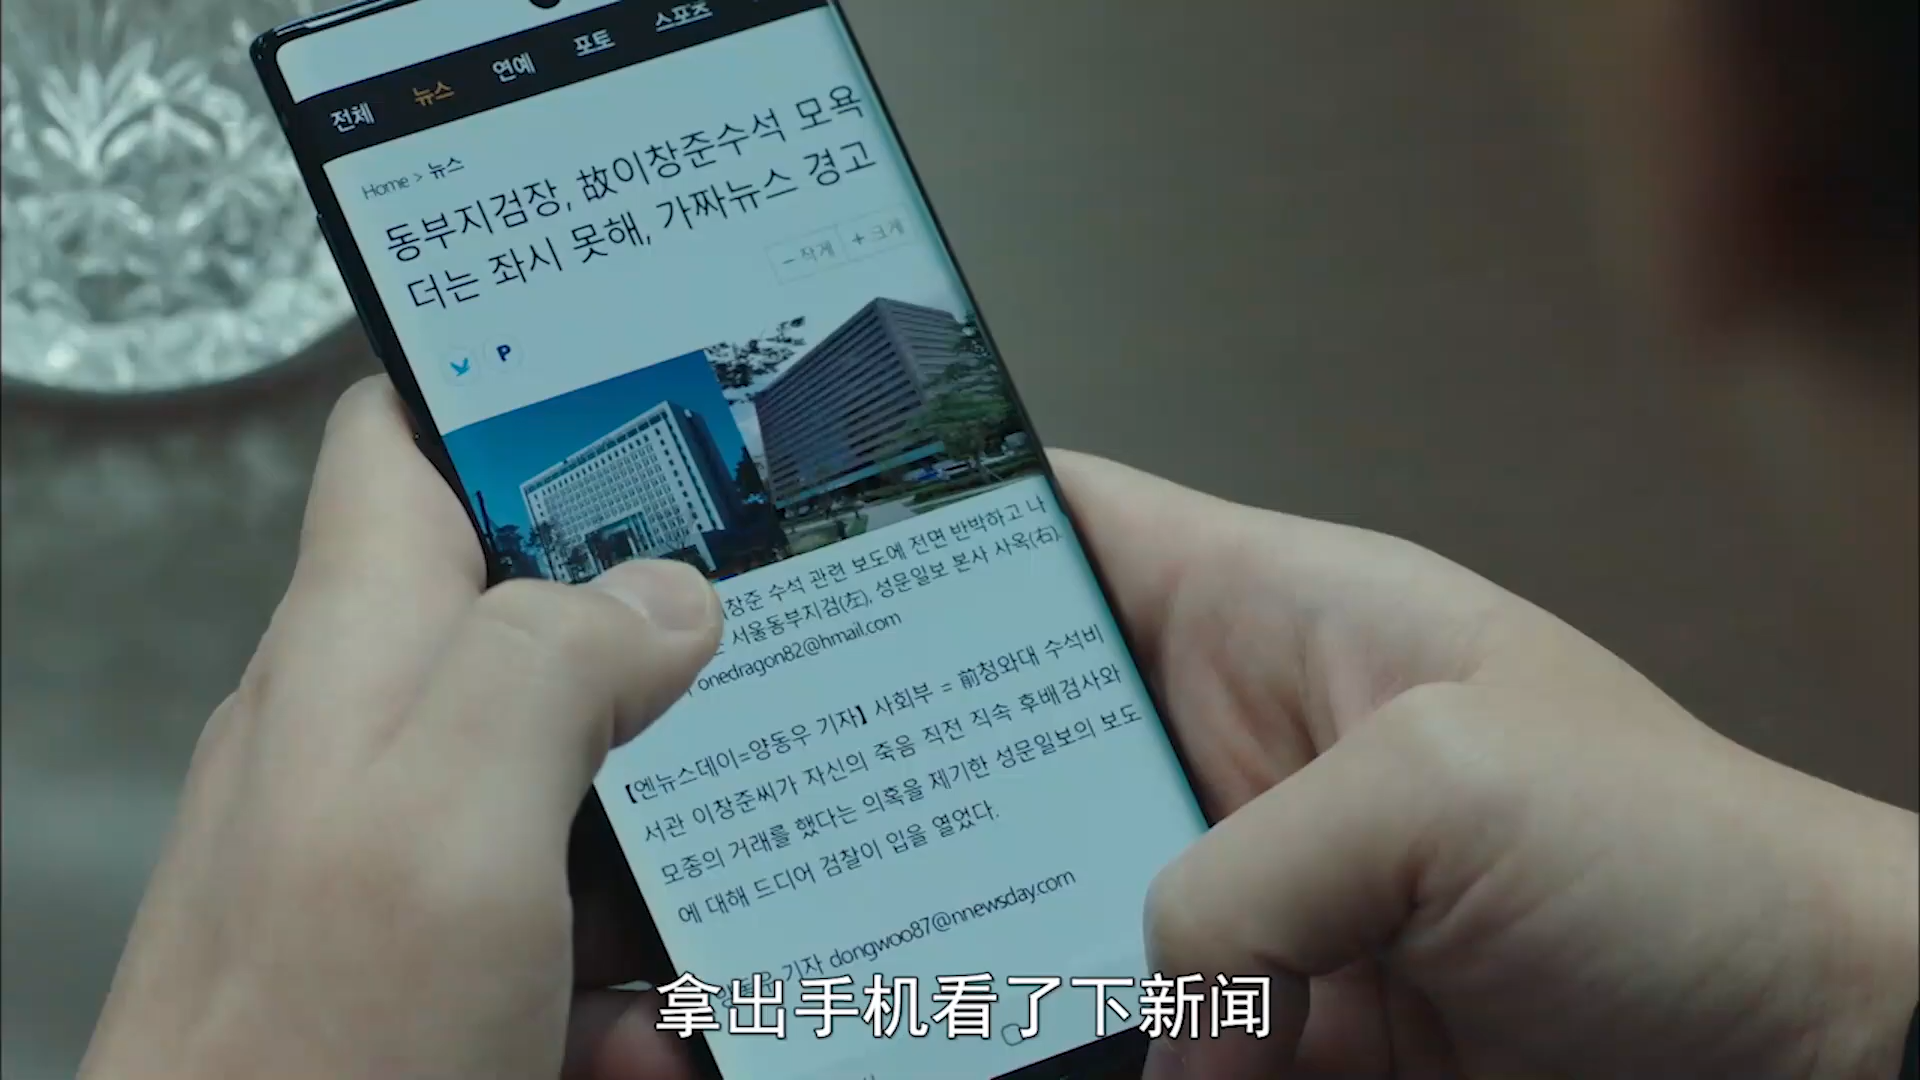 전체 뉴스 연예 포토 스포츠
Home > 뉴스
동부지검장, 故이창준수석 모욕
더는 좌시 못해, 가짜뉴스 경고
- 작게 + 크게
P
창준 수석 관련 보도에 전면 반박하고 나
서울동부지검(左), 성문일보 본사 사옥(右).
onedragon82@hmail.com
【엔뉴스데이=양동우 기자】 사회부 = 前청와대 수석비
서관 이창준씨가 자신의 죽음 직전 직속 후배검사와
모종의 거래를 했다는 의혹을 제기한 성문일보의 보도
에 대해 드디어 검찰이 입을 열었다.
기자 dongwoo87@nnewsday.com
拿出手机看了下新闻